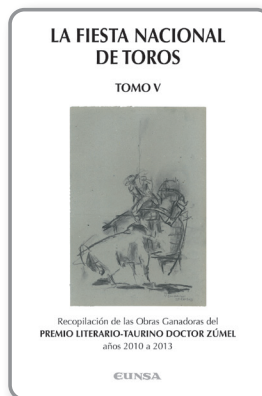 LA FIESTA NACIONAL
DE TOROS
TOMO V
Recopilación de las Obras Ganadoras del
PREMIO LITERARIO-TAURINO DOCTOR ZÚMEL
años 2010 a 2013
EUNSA